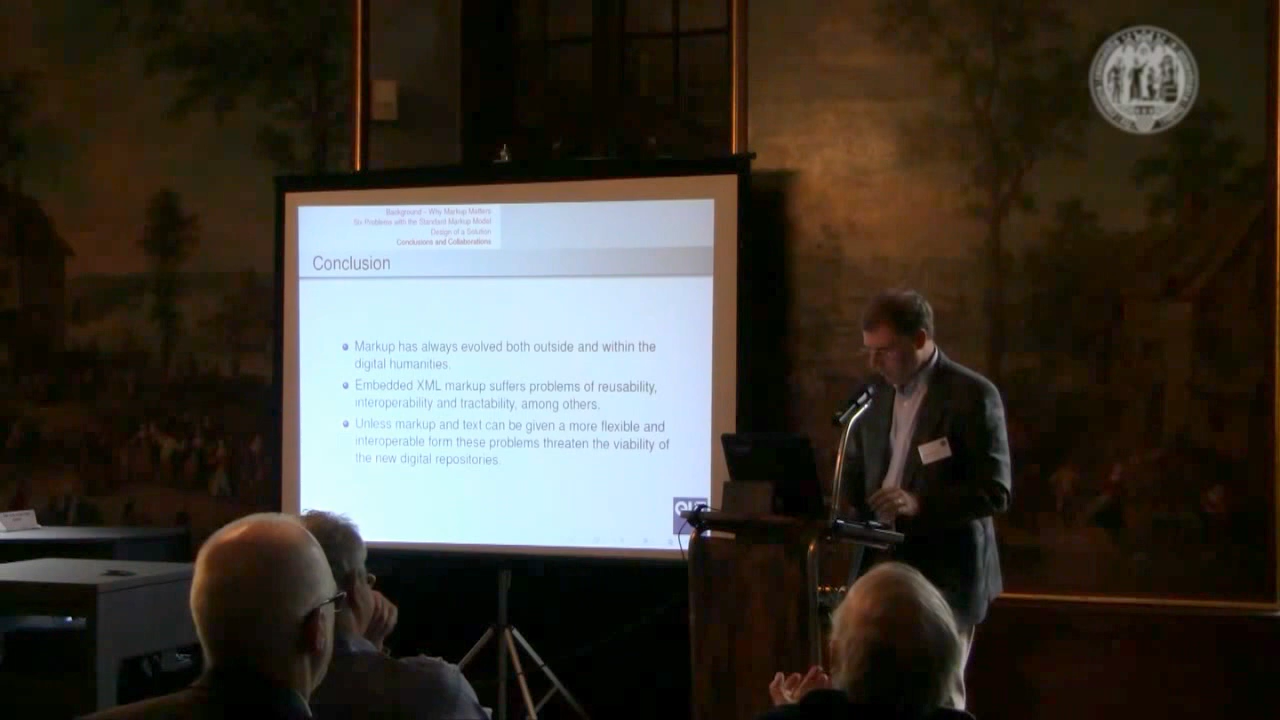 Background – Why Markup Matters
Six Problems with the Standard Markup Model
Design of a Solution
Conclusions and Collaborations
Conclusion
Markup has always evolved both outside and within the
digital humanities.
Embedded XML markup suffers problems of reusability,
interoperability and tractability, among others.
Unless markup and text can be given a more flexible and
interoperable form these problems threaten the viability of
the new digital repositories.